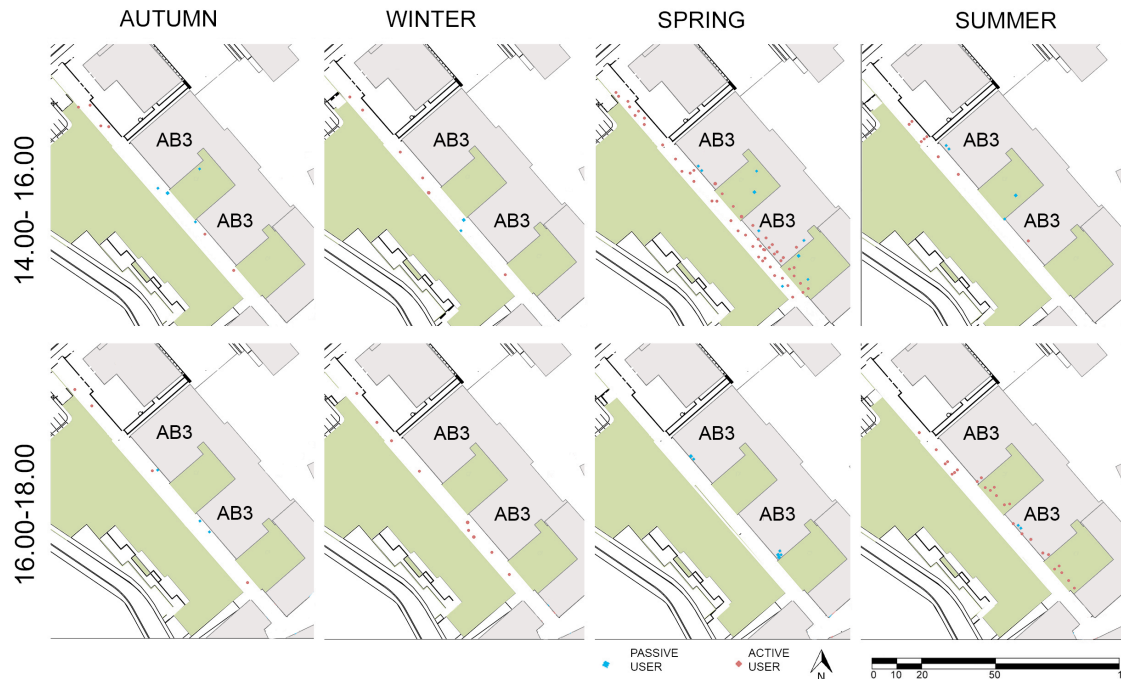 AUTUMN WINTER SPRING SUMMER
14.00- 16.00
AB3 AB3 AB3 AB3
AB3 AB3 AB3 AB3
16.00-18.00
AB3 AB3 AB3 AB3
AB3 AB3 AB3 AB3
PASSIVE USER
ACTIVE USER
N
0 10 20 50 1